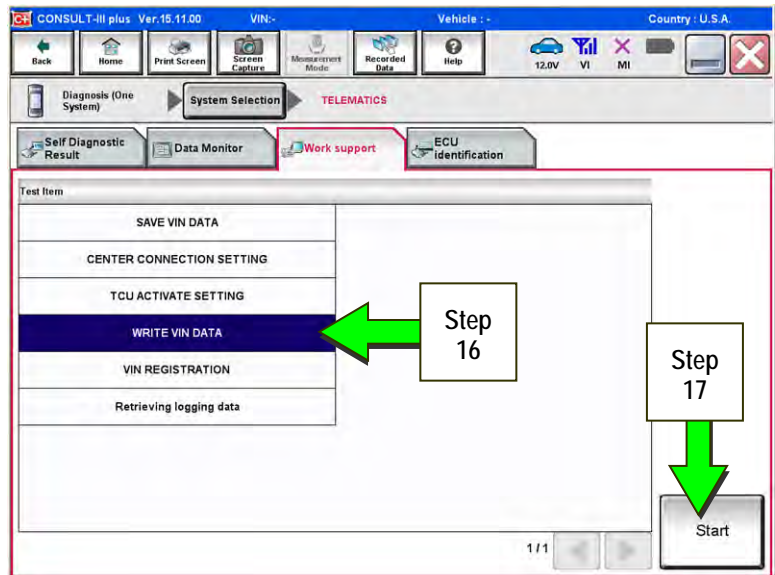 C+ CONSULT-III plus Ver.15.11.00 VIN:- Vehicle : - Country : U.S.A.
Back
Home
Print Screen
Screen
Capture
Measurement
Mode
Recorded
Data
Help
12.0V
VI
MI
Diagnosis (One
System)
System Selection
TELEMATICS
Self Diagnostic
Result
Data Monitor
Work support
ECU
identification
Test Item
SAVE VIN DATA
CENTER CONNECTION SETTING
TCU ACTIVATE SETTING
WRITE VIN DATA
VIN REGISTRATION
Retrieving logging data
Step
16
Step
17
1/1
Start